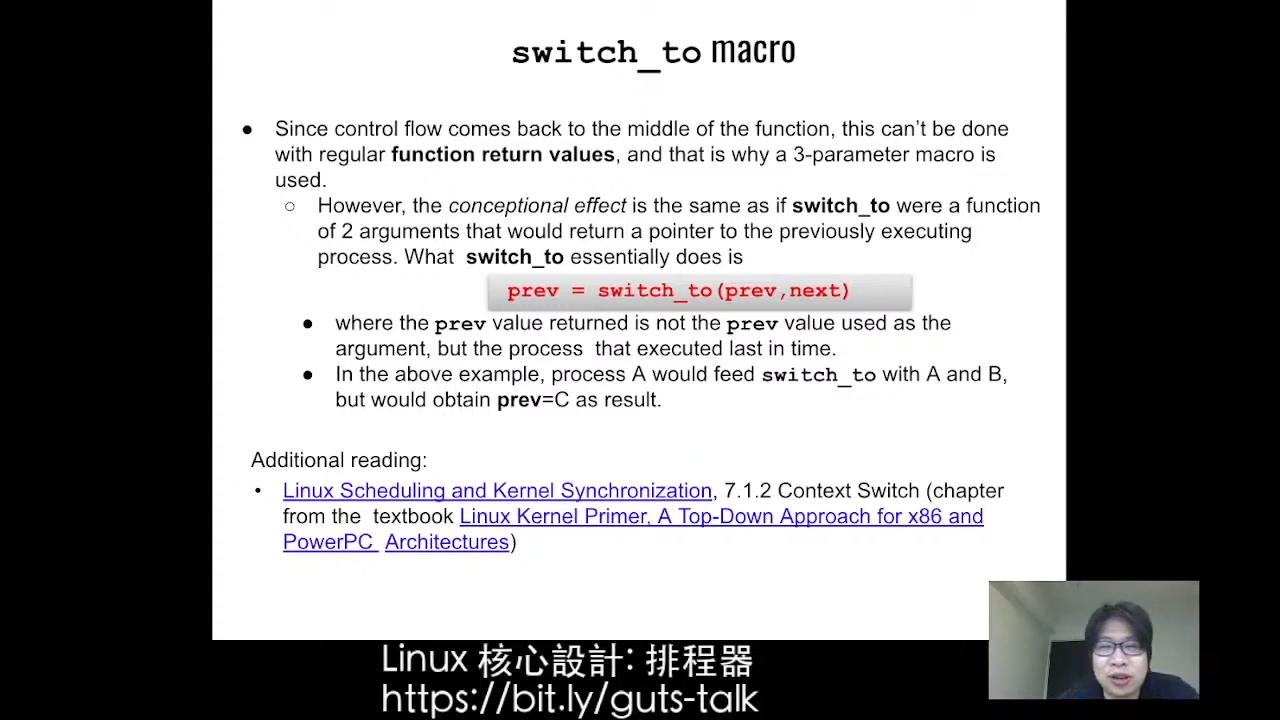 switch_to macro
● Since control flow comes back to the middle of the function, this can't be done
with regular function return values, and that is why a 3-parameter macro is
used.
○ However, the conceptional effect is the same as if switch_to were a function
of 2 arguments that would return a pointer to the previously executing
process. What switch_to essentially does is
prev = switch_to(prev,next)
● where the prev value returned is not the prev value used as the
argument, but the process that executed last in time.
● In the above example, process A would feed switch_to with A and B,
but would obtain prev=C as result.
Additional reading:
• Linux Scheduling and Kernel Synchronization, 7.1.2 Context Switch (chapter
from the textbook Linux Kernel Primer, A Top-Down Approach for x86 and
PowerPC Architectures)
Linux 核心設計: 排程器
https://bit.ly/guts-talk